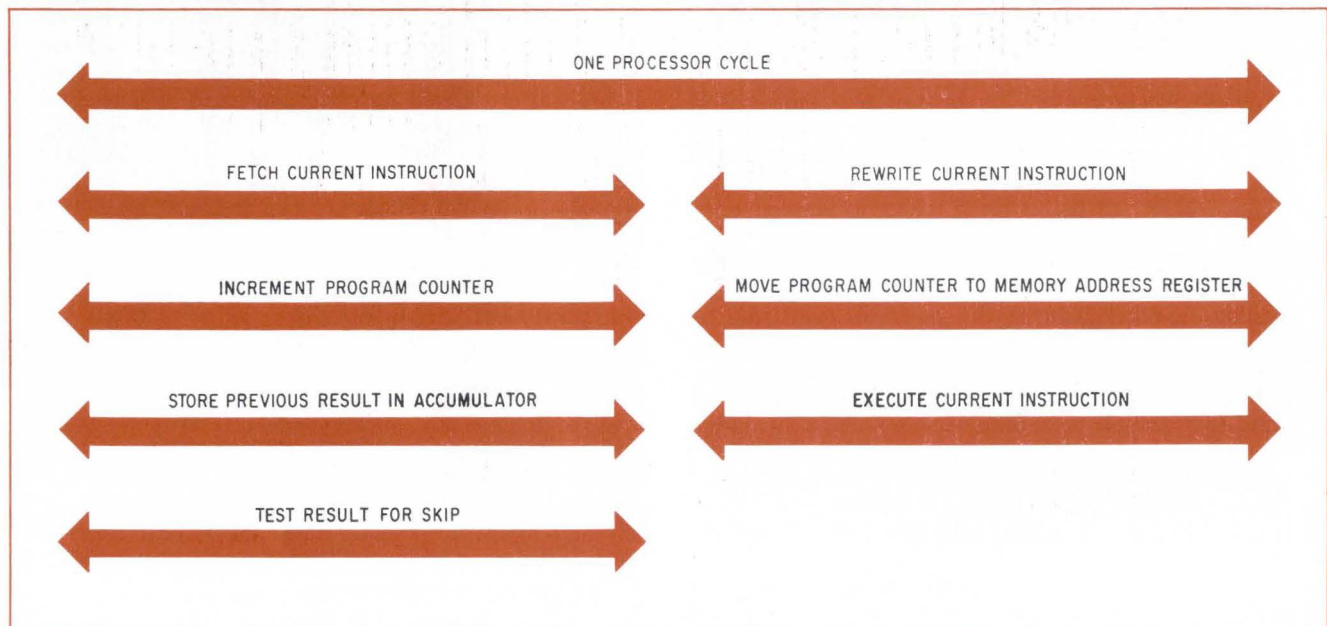 ONE PROCESSOR CYCLE
FETCH CURRENT INSTRUCTION
REWRITE CURRENT INSTRUCTION
INCREMENT PROGRAM COUNTER
MOVE PROGRAM COUNTER TO MEMORY ADDRESS REGISTER
STORE PREVIOUS RESULT IN ACCUMULATOR
EXECUTE CURRENT INSTRUCTION
TEST RESULT FOR SKIP